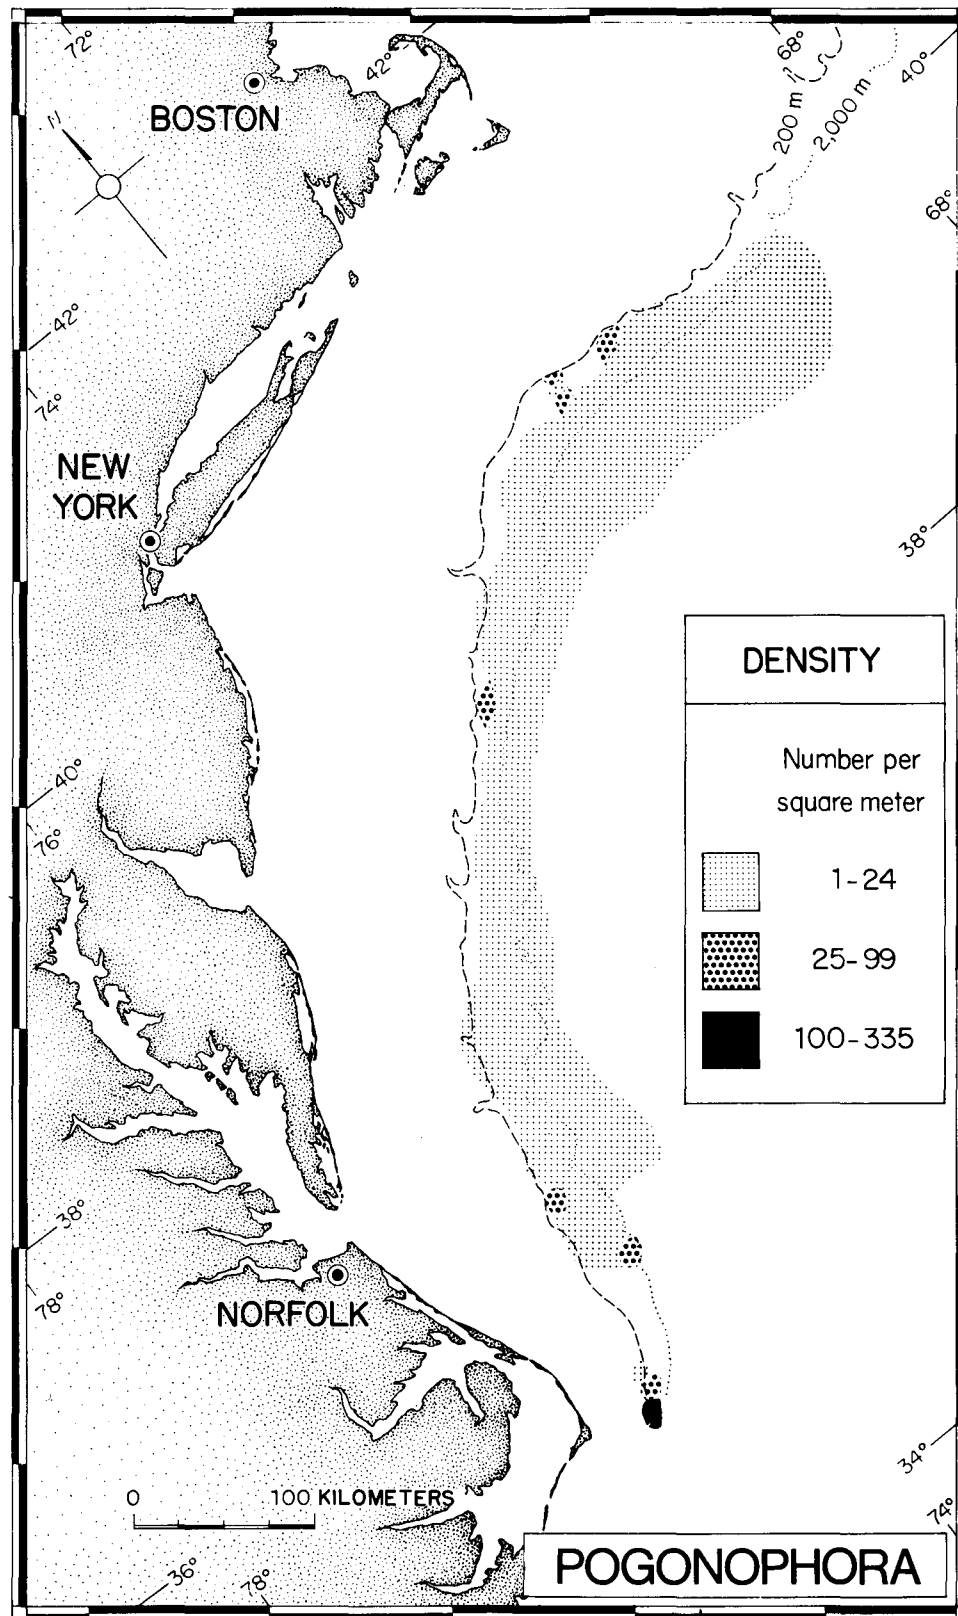 72°
42°
68°
40°
200 m
2,000 m
BOSTON
N
68°
42°
74°
NEW
YORK
38°
DENSITY
Number per
square meter
1-24
25-99
100-335
40°
76°
38°
78°
NORFOLK
34°
74°
0 100 KILOMETERS
36°
78°
POGONOPHORA